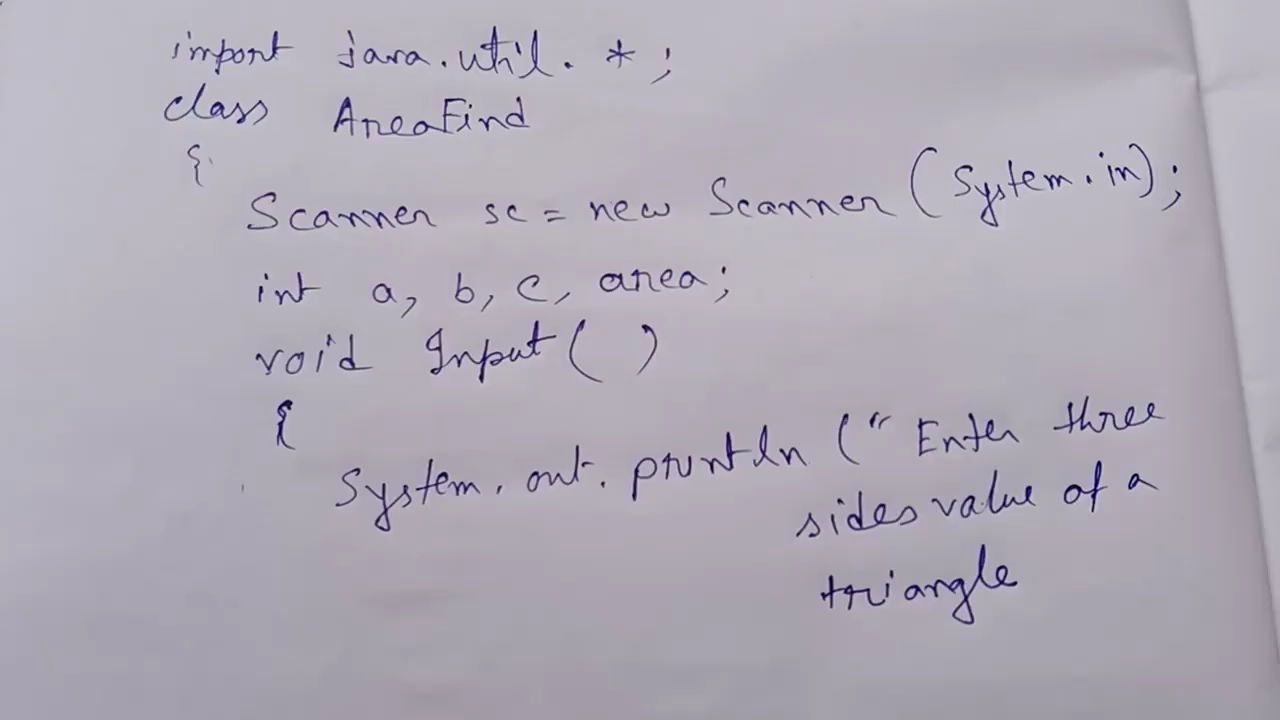 import java.util.*;
class AreaFind
{
Scanner sc = new Scanner (System.in);
int a, b, c, area;
void Input( )
{
System.out.println ("Enter three
sides value of a
triangle